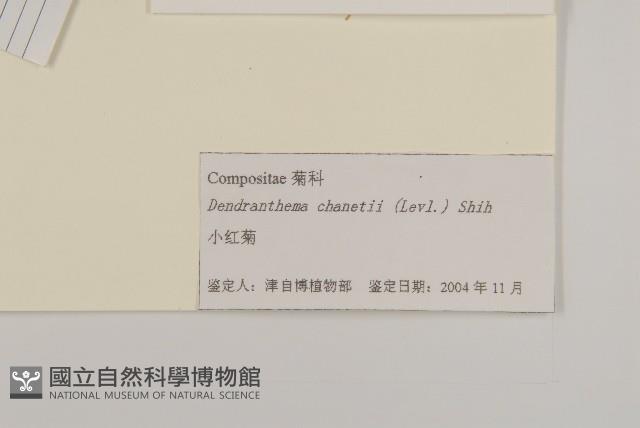 Compositae 菊科
Dendranthema chanetii (Levl.) Shih
小红菊
鉴定人：津自博植物部 鉴定日期：2004 年 11 月
國立自然科學博物館
NATIONAL MUSEUM OF NATURAL SCIENCE